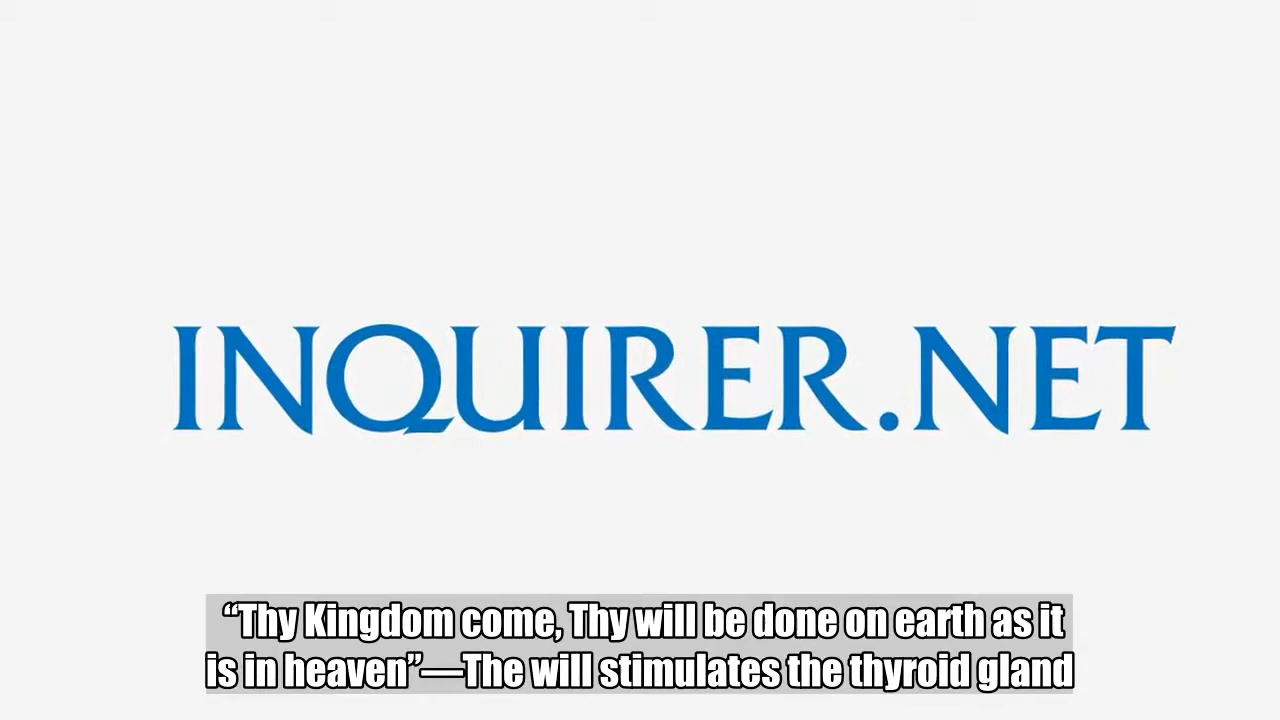 INQUIRER.NET
“Thy Kingdom come, Thy will be done on earth as it
is in heaven”—The will stimulates the thyroid gland